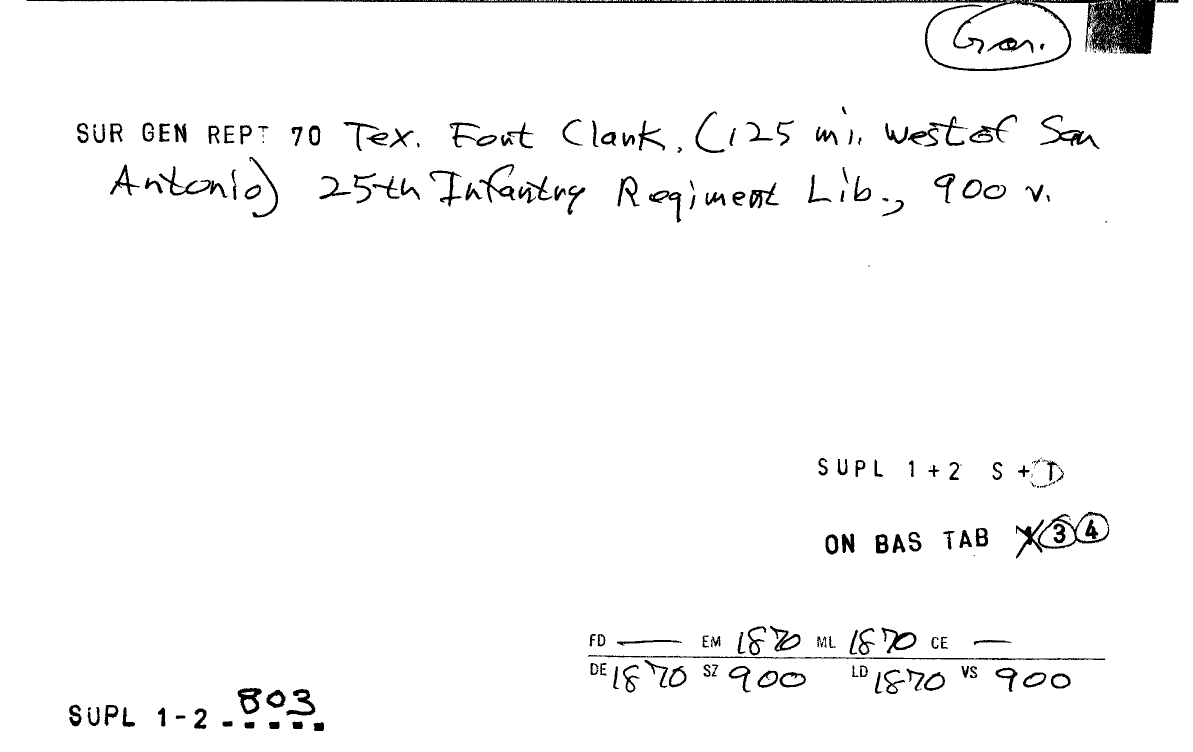 Gar.
SUR GEN REPT 70 Tex. Fort Clark, (125 mi. west of San
Antonio) 25th Infantry Regiment Lib., 900 v.
SUPL 1+2 S+T
ON BAS TAB 3 4
FD — EM 1870 ML 1870 CE —
DE 1870 SZ 900 LD 1870 VS 900
SUPL 1-2 803